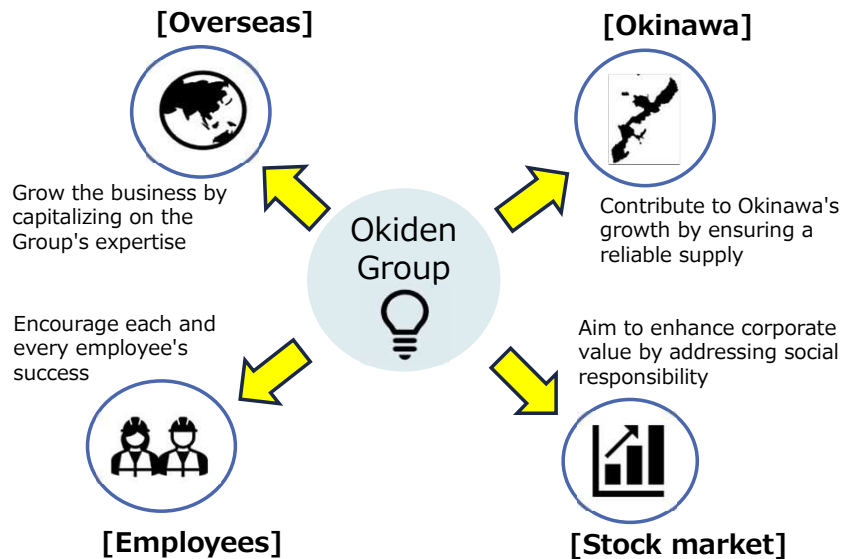 [Overseas]
[Okinawa]
Grow the business by
capitalizing on the
Group's expertise
Okiden
Group
Contribute to Okinawa's
growth by ensuring a
reliable supply
Encourage each and
every employee's
success
Aim to enhance corporate
value by addressing social
responsibility
[Employees]
[Stock market]